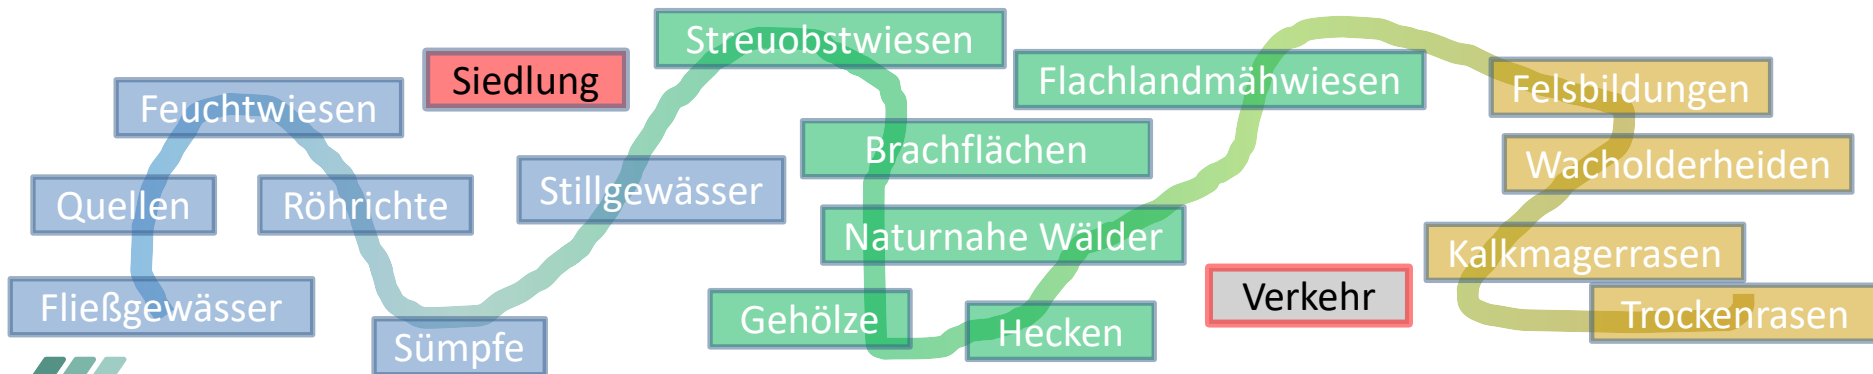 Fließgewässer
Quellen
Feuchtwiesen
Röhrichte
Sümpfe
Siedlung
Stillgewässer
Streuobstwiesen
Brachflächen
Naturnahe Wälder
Gehölze
Hecken
Flachlandmähwiesen
Verkehr
Felsbildungen
Wacholderheiden
Kalkmagerrasen
Trockenrasen